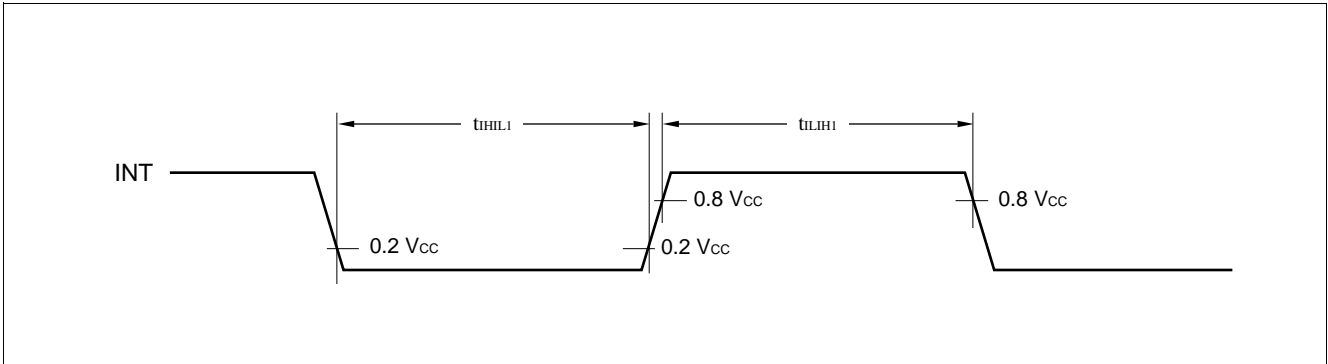 tIHIL1 tILIH1
INT
0.8 VCC 0.8 VCC
0.2 VCC 0.2 VCC